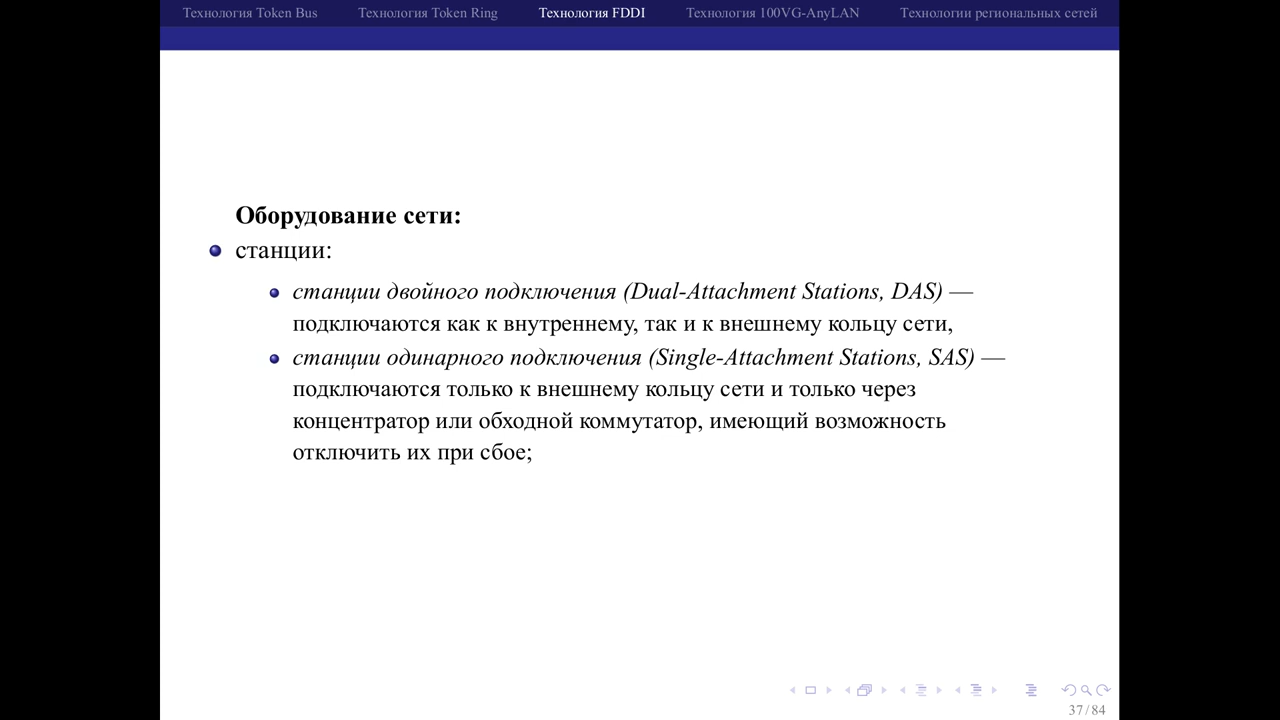 Технология Token Bus Технология Token Ring Технология FDDI Технология 100VG-AnyLAN Технологии региональных сетей
Оборудование сети:
станции:
станции двойного подключения (Dual-Attachment Stations, DAS) —
подключаются как к внутреннему, так и к внешнему кольцу сети,
станции одинарного подключения (Single-Attachment Stations, SAS) —
подключаются только к внешнему кольцу сети и только через
концентратор или обходной коммутатор, имеющий возможность
отключить их при сбое;
37 / 84